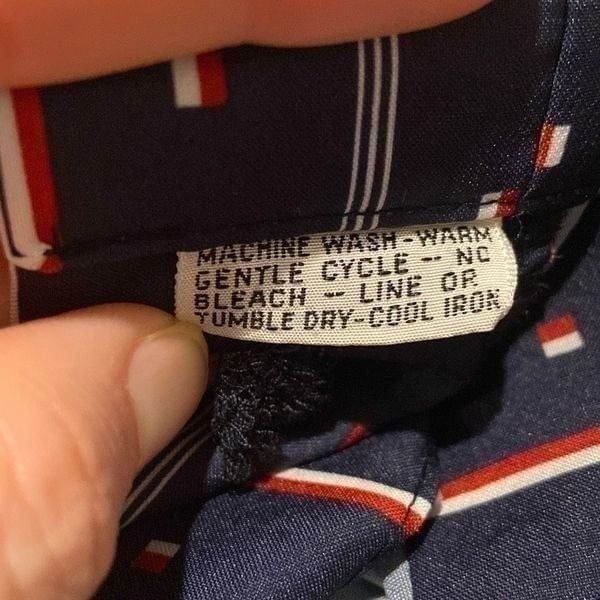 MACHINE WASH-WARM
GENTLE CYCLE -- NO
BLEACH -- LINE OR
TUMBLE DRY-COOL IRON